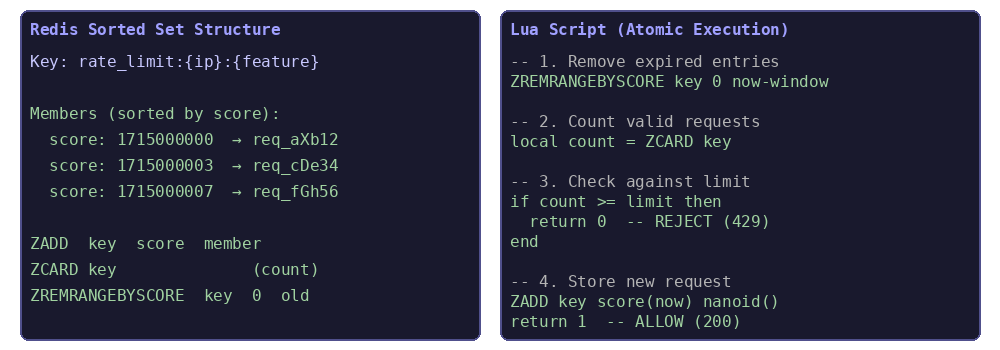 Redis Sorted Set Structure
Key: rate_limit:{ip}:{feature}
Members (sorted by score):
score: 1715000000 → req_aXb12
score: 1715000003 → req_cDe34
score: 1715000007 → req_fGh56
ZADD key score member
ZCARD key (count)
ZREMRANGEBYSCORE key 0 old
Lua Script (Atomic Execution)
-- 1. Remove expired entries
ZREMRANGEBYSCORE key 0 now-window
-- 2. Count valid requests
local count = ZCARD key
-- 3. Check against limit
if count >= limit then
return 0 -- REJECT (429)
end
-- 4. Store new request
ZADD key score(now) nanoid()
return 1 -- ALLOW (200)